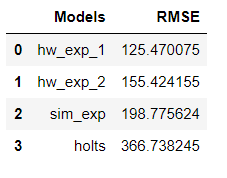 Models RMSE
0 hw_exp_1 125.470075
1 hw_exp_2 155.424155
2 sim_exp 198.775624
3 holts 366.738245